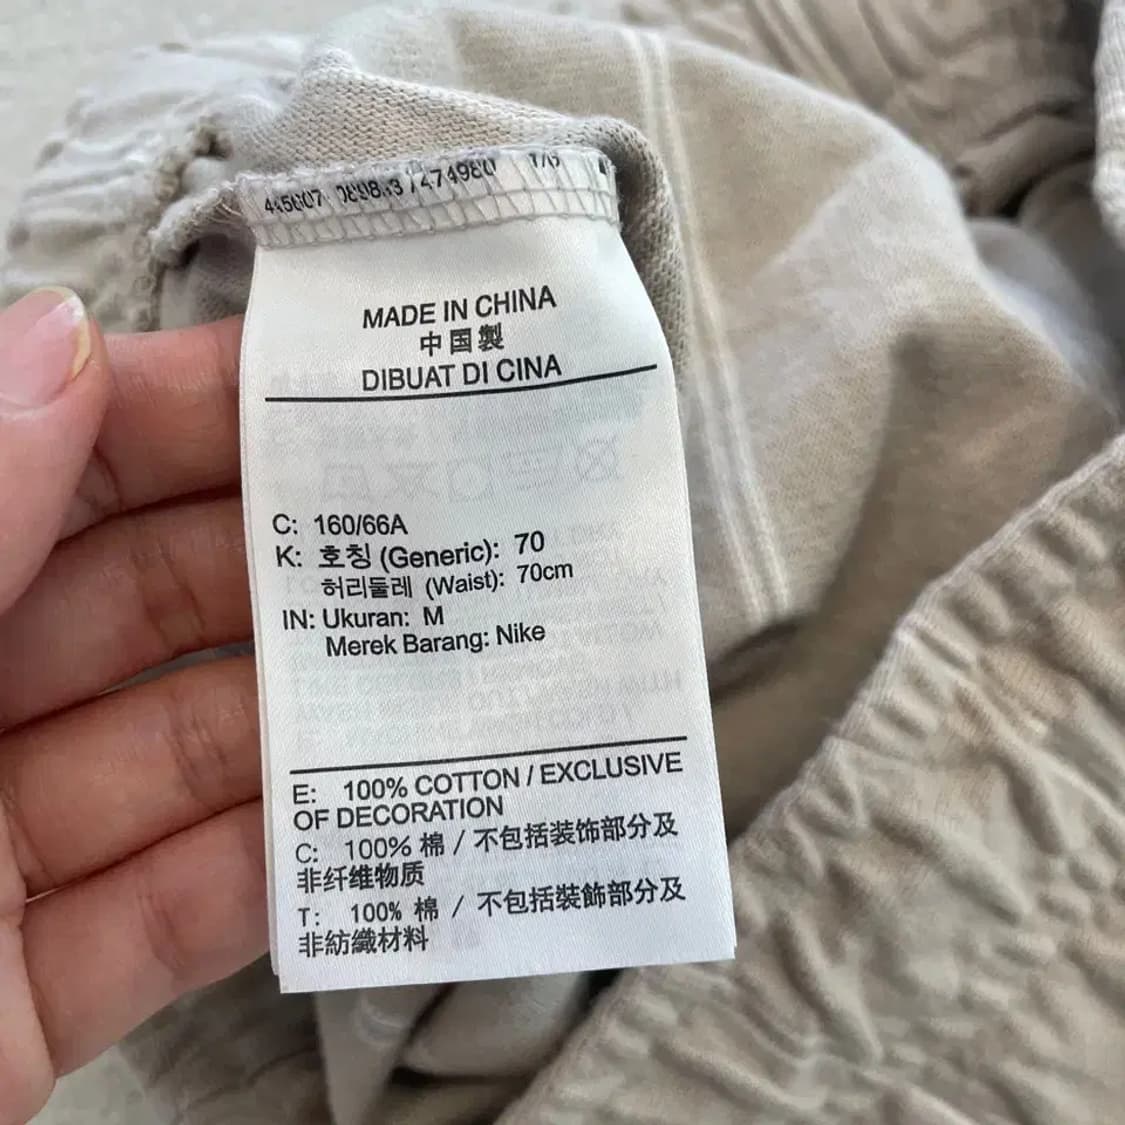 MADE IN CHINA
中国製
DIBUAT DI CINA
C: 160/66A
K: 호칭 (Generic): 70
허리둘레 (Waist): 70cm
IN: Ukuran: M
Merek Barang: Nike
E: 100% COTTON / EXCLUSIVE
OF DECORATION
C: 100% 棉 / 不包括装饰部分及
非纤维物质
T: 100% 棉 / 不包括裝飾部分及
非紡織材料